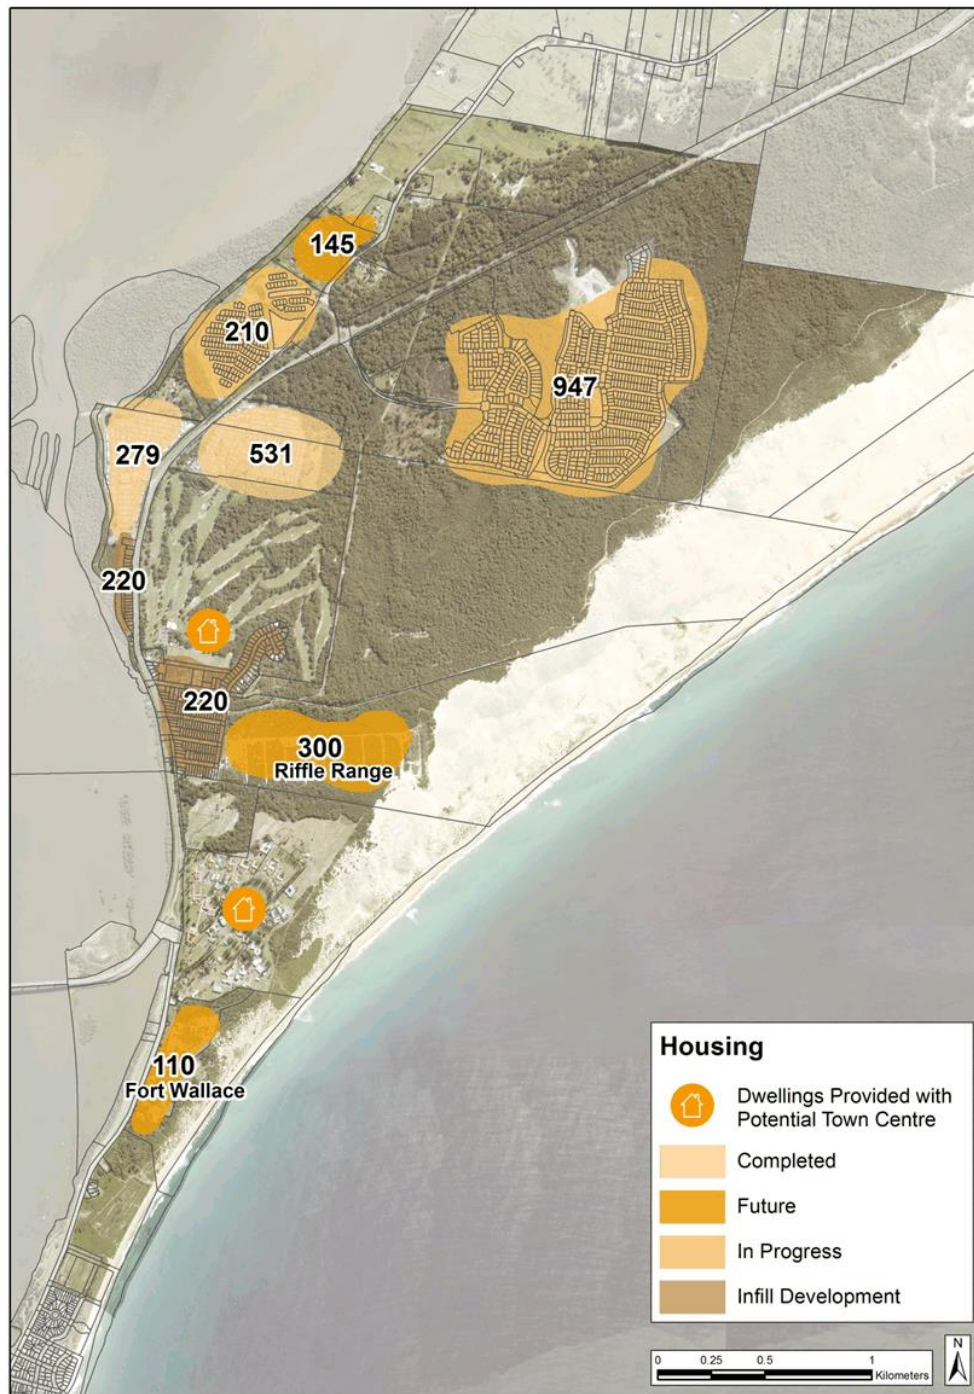 145
210
947
279
531
220
220
300
Riffle Range
110
Fort Wallace
Housing
Dwellings Provided with
Potential Town Centre
Completed
Future
In Progress
Infill Development
N
0 0.25 0.5 1
Kilometers